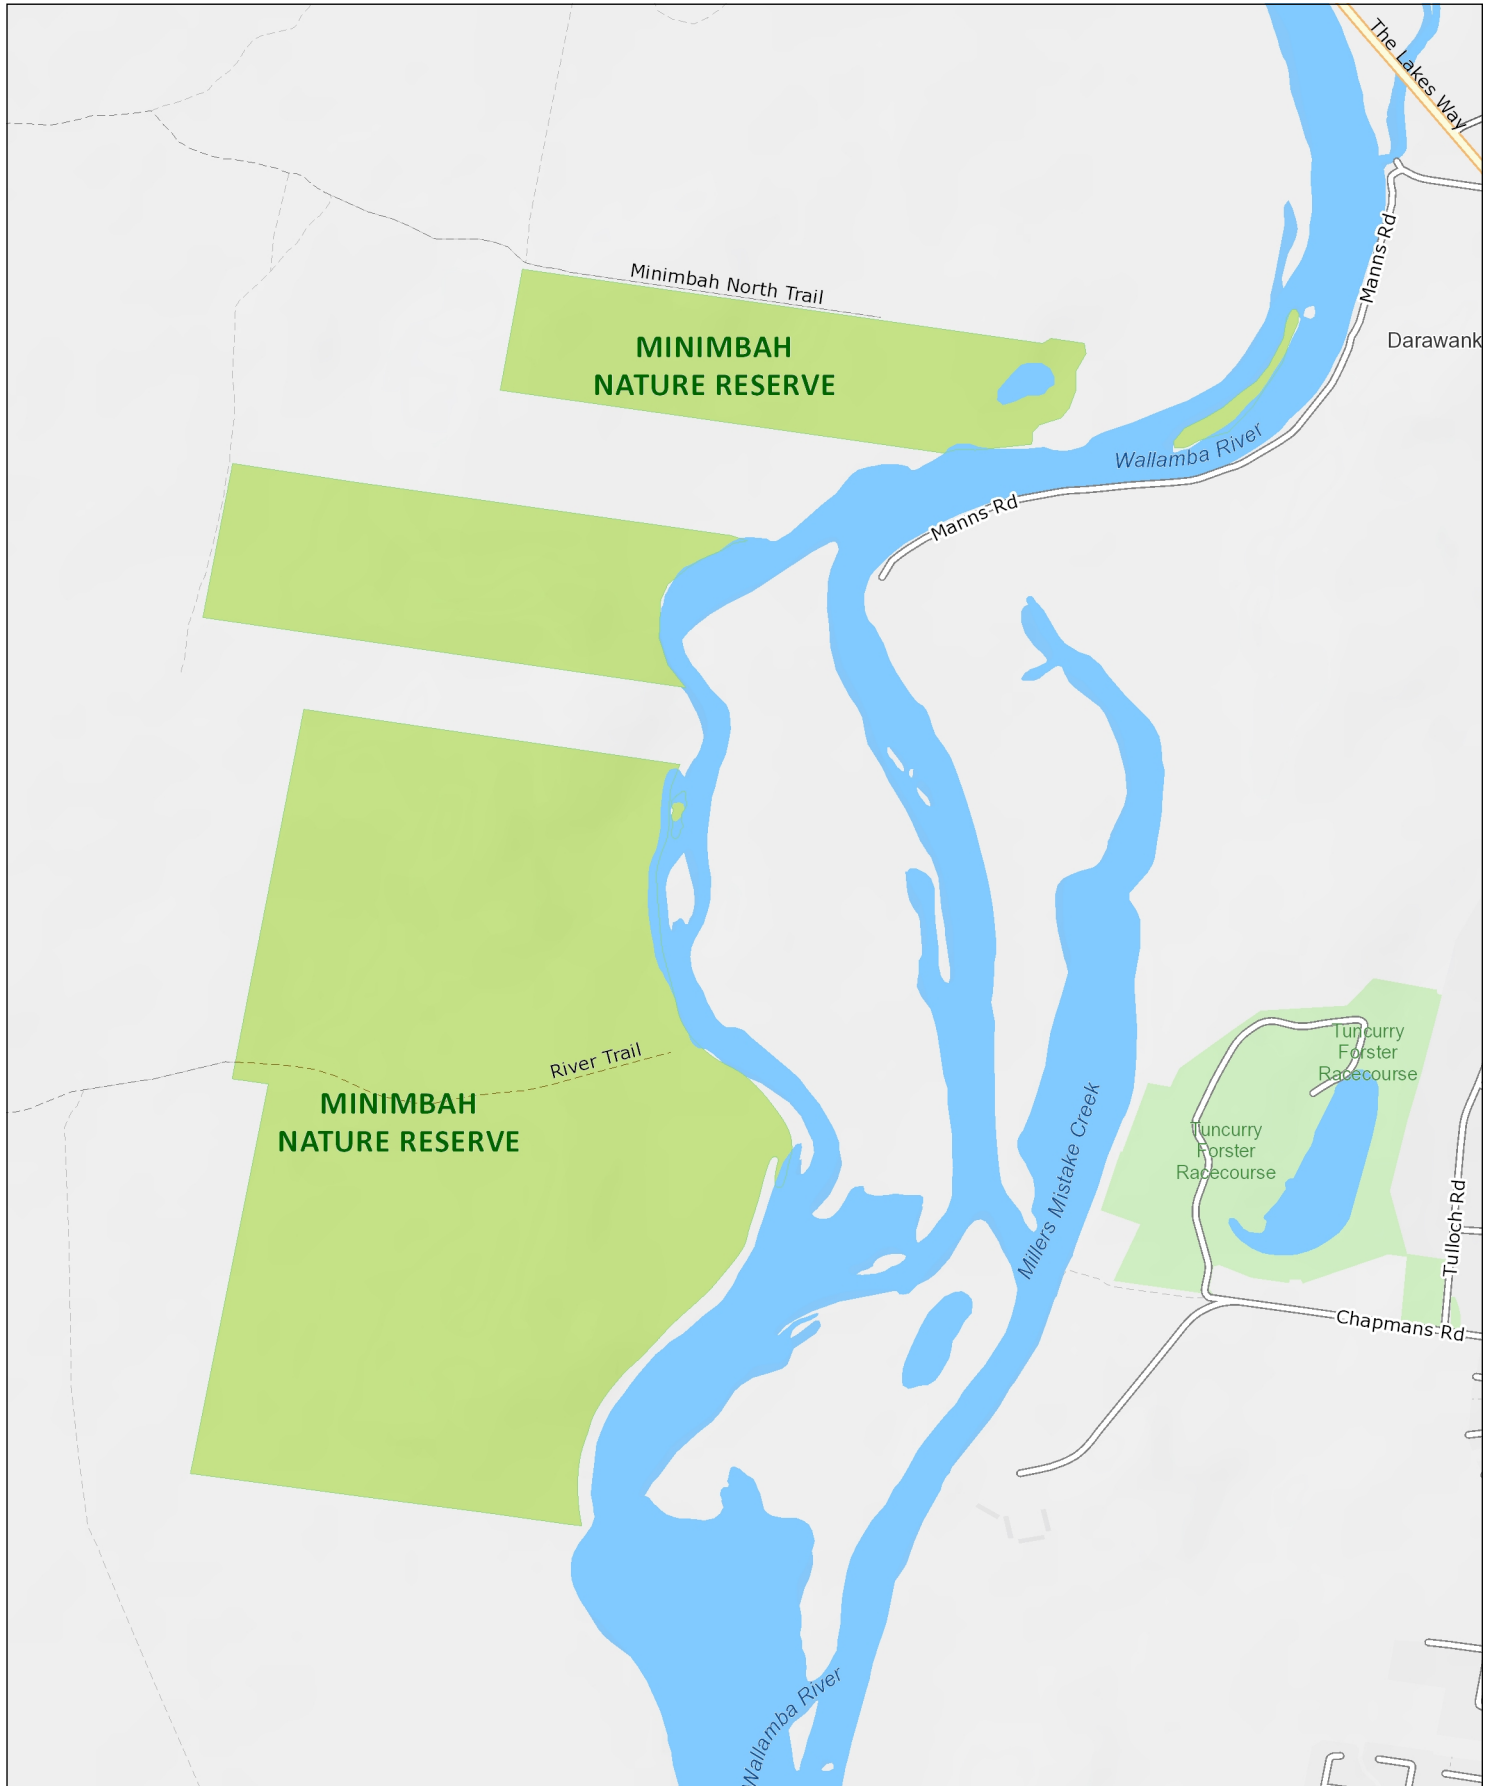 The Lakes Way
Manns-Rd
Minimbah North Trail
MINIMBAH
NATURE RESERVE
Darawank
Wallamba River
Manns-Rd
River Trail
MINIMBAH
NATURE RESERVE
Tuncurry
Forster
Racecourse
Tuncurry
Forster
Racecourse
Millers Mistake Creek
Tulloch-Rd
Chapmans-Rd
Wallamba River